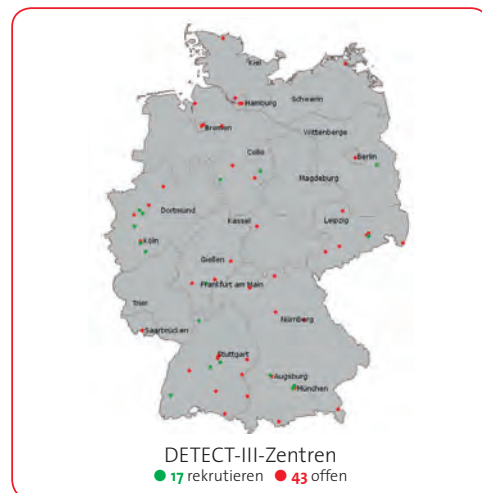 Kiel
Hamburg
Schwerin
Bremen
Wittenberge
Celle
Berlin
Magdeburg
Dortmund
Kassel
Leipzig
Köln
Gießen
Frankfurt am Main
Trier
Nürnberg
Saarbrücken
Stuttgart
Augsburg
München
DETECT-III-Zentren
17 rekrutieren 43 offen